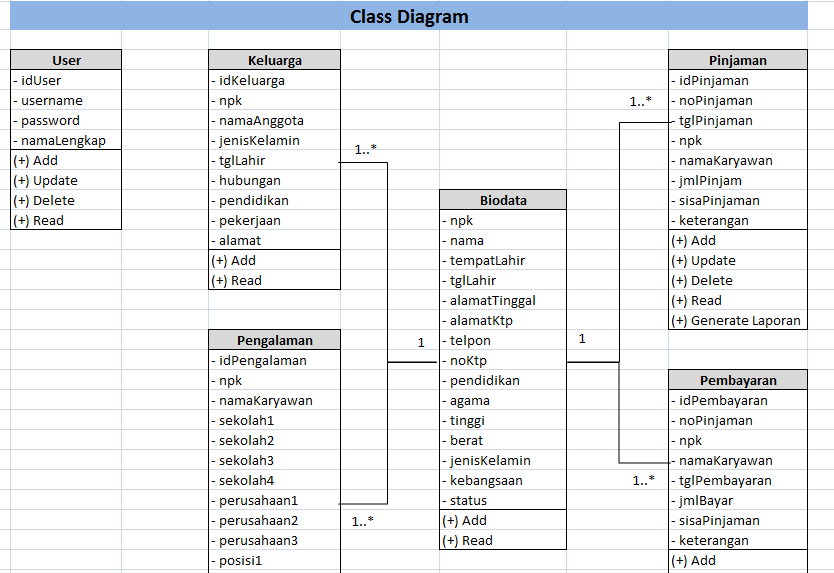 Class Diagram
User
- idUser
- username
- password
- namaLengkap
(+) Add
(+) Update
(+) Delete
(+) Read
Keluarga
- idKeluarga
- npk
- namaAnggota
- jenisKelamin
- tglLahir
- hubungan
- pendidikan
- pekerjaan
- alamat
(+) Add
(+) Read
1..*
Pengalaman
- idPengalaman
- npk
- namaKaryawan
- sekolah1
- sekolah2
- sekolah3
- sekolah4
- perusahaan1
- perusahaan2
- perusahaan3
- posisi1
1..*
1
Biodata
- npk
- nama
- tempatLahir
- tglLahir
- alamatTinggal
- alamatKtp
- telpon
- noKtp
- pendidikan
- agama
- tinggi
- berat
- jenisKelamin
- kebangsaan
- status
(+) Add
(+) Read
1
1..*
Pinjaman
- idPinjaman
- noPinjaman
- tglPinjaman
- npk
- namaKaryawan
- jmlPinjam
- sisaPinjaman
- keterangan
(+) Add
(+) Update
(+) Delete
(+) Read
(+) Generate Laporan
1..*
Pembayaran
- idPembayaran
- noPinjaman
- npk
- namaKaryawan
- tglPembayaran
- jmlBayar
- sisaPinjaman
- keterangan
(+) Add